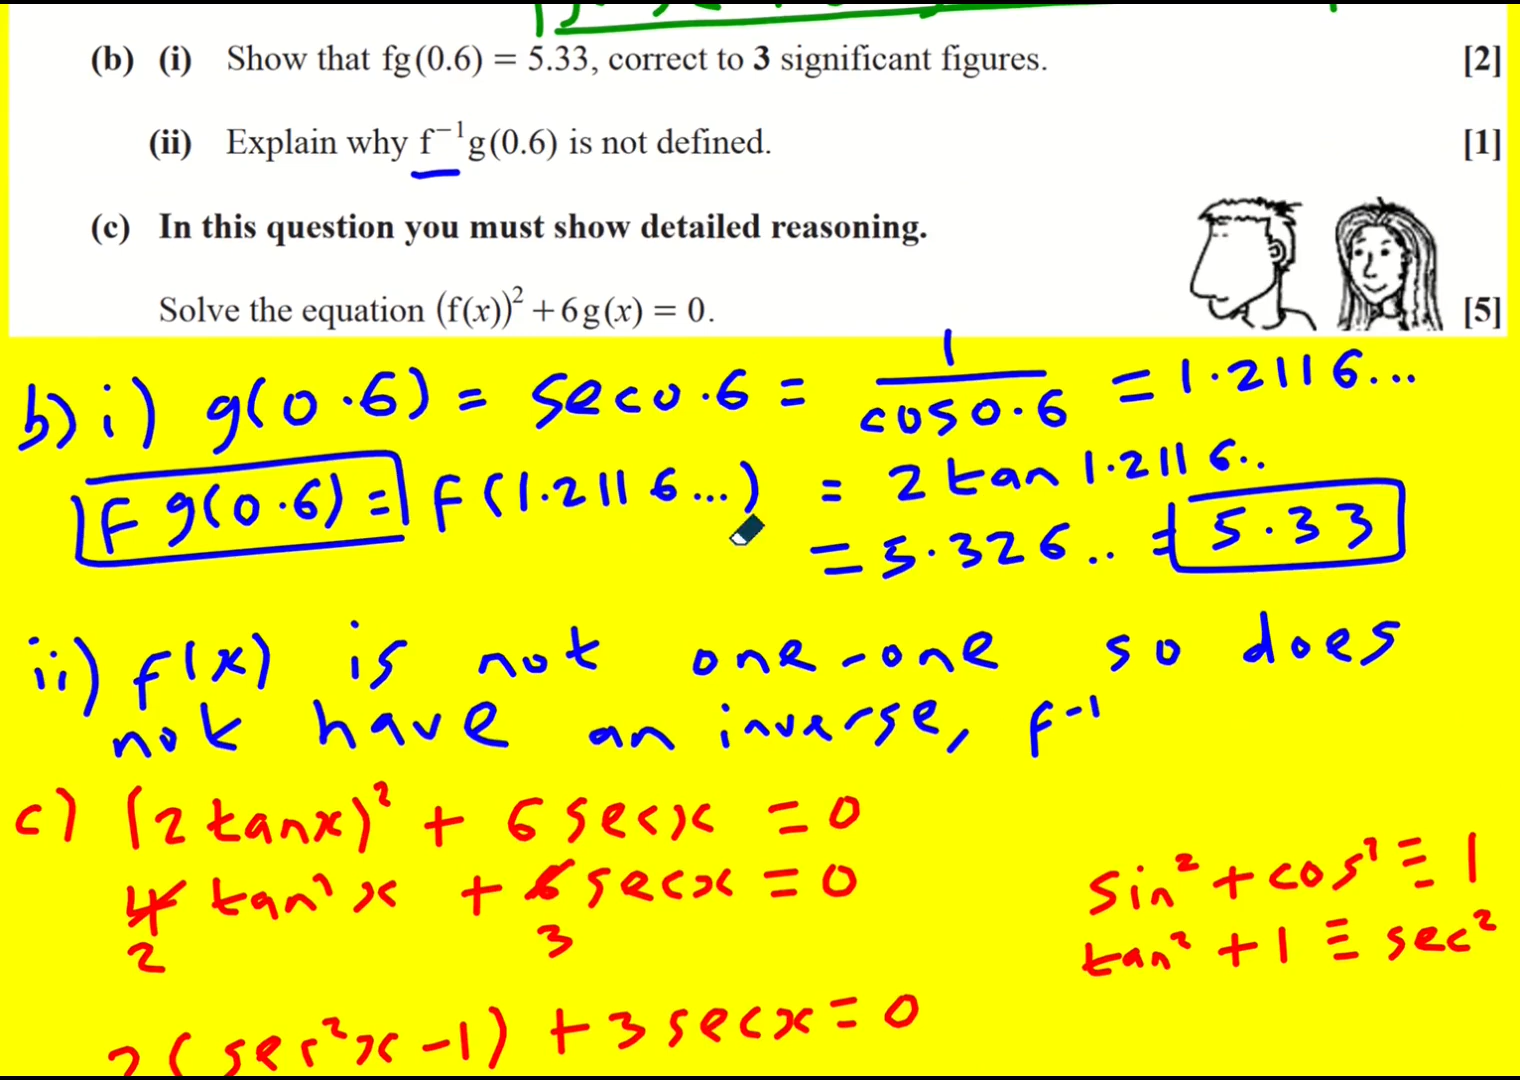 (b) (i) Show that fg(0.6) = 5.33, correct to 3 significant figures. [2]
(ii) Explain why f⁻¹g(0.6) is not defined. [1]
(c) In this question you must show detailed reasoning.
Solve the equation (f(x))² + 6g(x) = 0. [5]
b) i) g(0.6) = sec0.6 = 1/cos0.6 = 1.2116...
Fg(0.6) = F(1.2116...) = 2tan1.2116..
= 5.326.. = 5.33
ii) f(x) is not one-one so does
not have an inverse, f⁻¹
c) (2tanx)² + 6secx = 0
4tan²x + 6secx = 0
2 3
sin² + cos² ≡ 1
tan² + 1 ≡ sec²
2(sec²x-1) + 3secx = 0